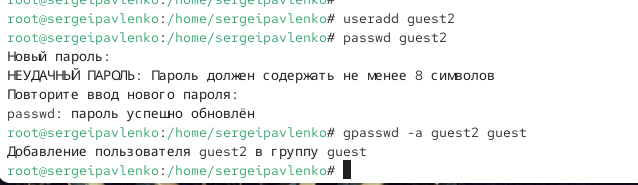 root@sergeipavlenko:/home/sergeipavlenko#
root@sergeipavlenko:/home/sergeipavlenko# useradd guest2
root@sergeipavlenko:/home/sergeipavlenko# passwd guest2
Новый пароль:
НЕУДАЧНЫЙ ПАРОЛЬ: Пароль должен содержать не менее 8 символов
Повторите ввод нового пароля:
passwd: пароль успешно обновлён
root@sergeipavlenko:/home/sergeipavlenko# gpasswd -a guest2 guest
Добавление пользователя guest2 в группу guest
root@sergeipavlenko:/home/sergeipavlenko#